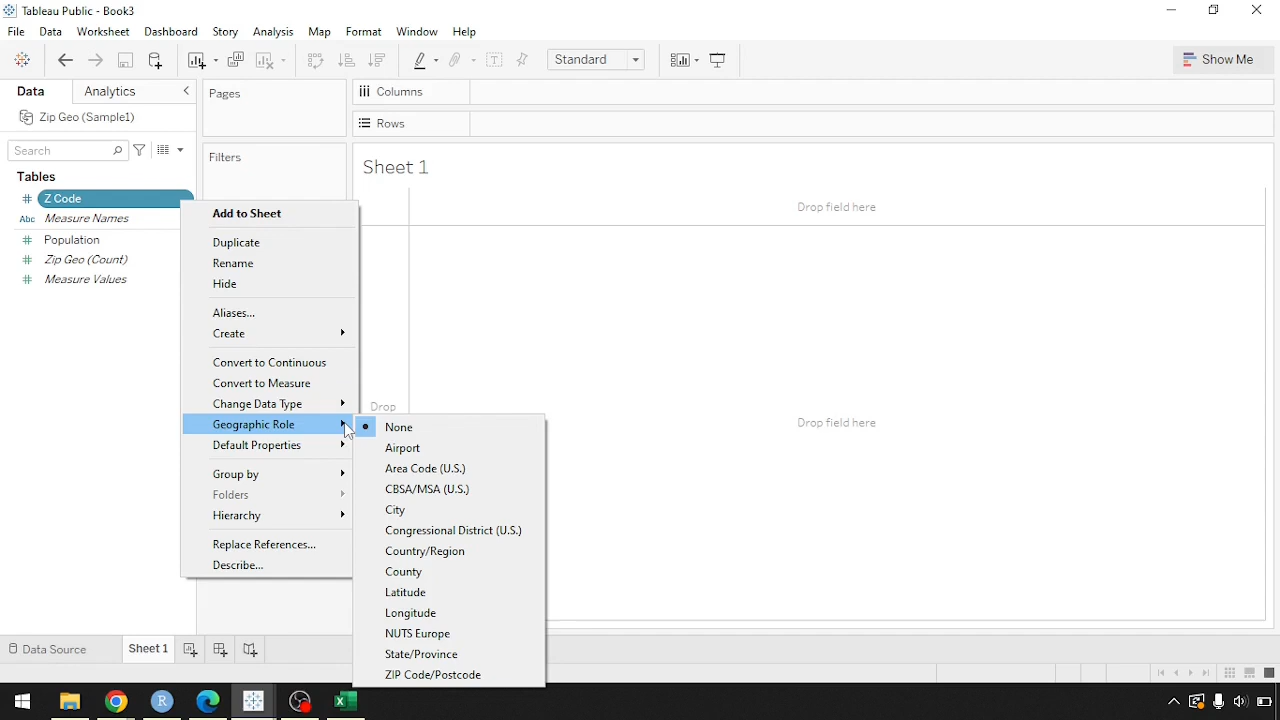 Tableau Public - Book3
File Data Worksheet Dashboard Story Analysis Map Format Window Help
Standard
Show Me
Data Analytics
Pages
Columns
Zip Geo (Sample1)
Rows
Search
Filters
Sheet 1
Tables
Z Code
Abc Measure Names
Population
Zip Geo (Count)
Measure Values
Add to Sheet
Duplicate
Rename
Hide
Aliases...
Create
Convert to Continuous
Convert to Measure
Change Data Type
Geographic Role
Default Properties
Group by
Folders
Hierarchy
Replace References...
Describe...
None
Airport
Area Code (U.S.)
CBSA/MSA (U.S.)
City
Congressional District (U.S.)
Country/Region
County
Latitude
Longitude
NUTS Europe
State/Province
ZIP Code/Postcode
Drop field here
Drop
Drop field here
Data Source
Sheet 1